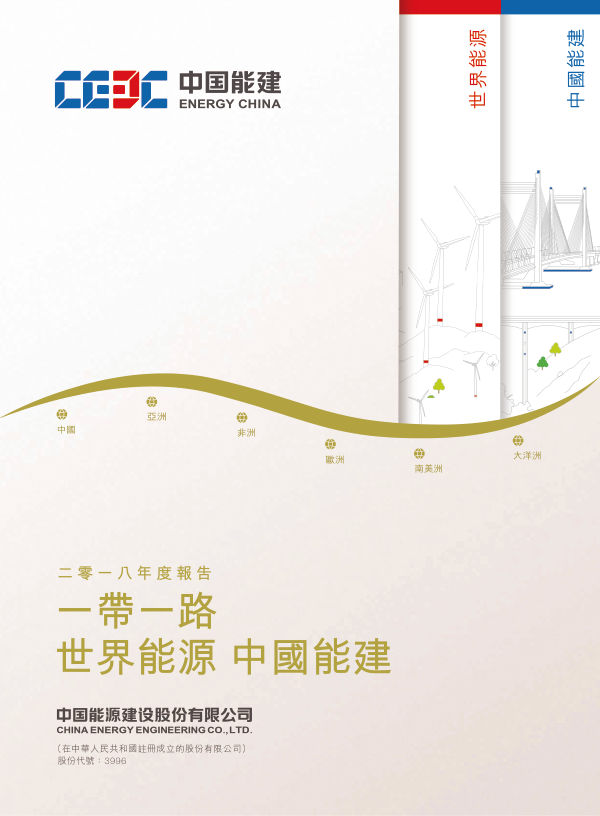 CEEC 中国能建
ENERGY CHINA
世界能源
中國能建
中國
亞洲
非洲
歐洲
南美洲
大洋洲
二零一八年度報告
一帶一路
世界能源 中國能建
中国能源建设股份有限公司
CHINA ENERGY ENGINEERING CO., LTD.
（在中華人民共和國註冊成立的股份有限公司）
股份代號：3996